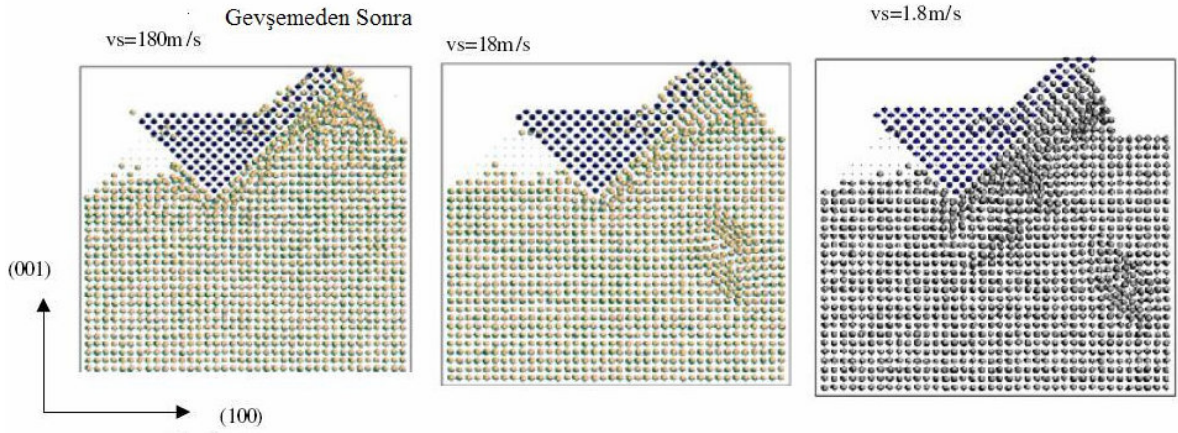 Gevşemeden Sonra
vs=180m/s
vs=18m/s
vs=1.8m/s
(001)
(100)